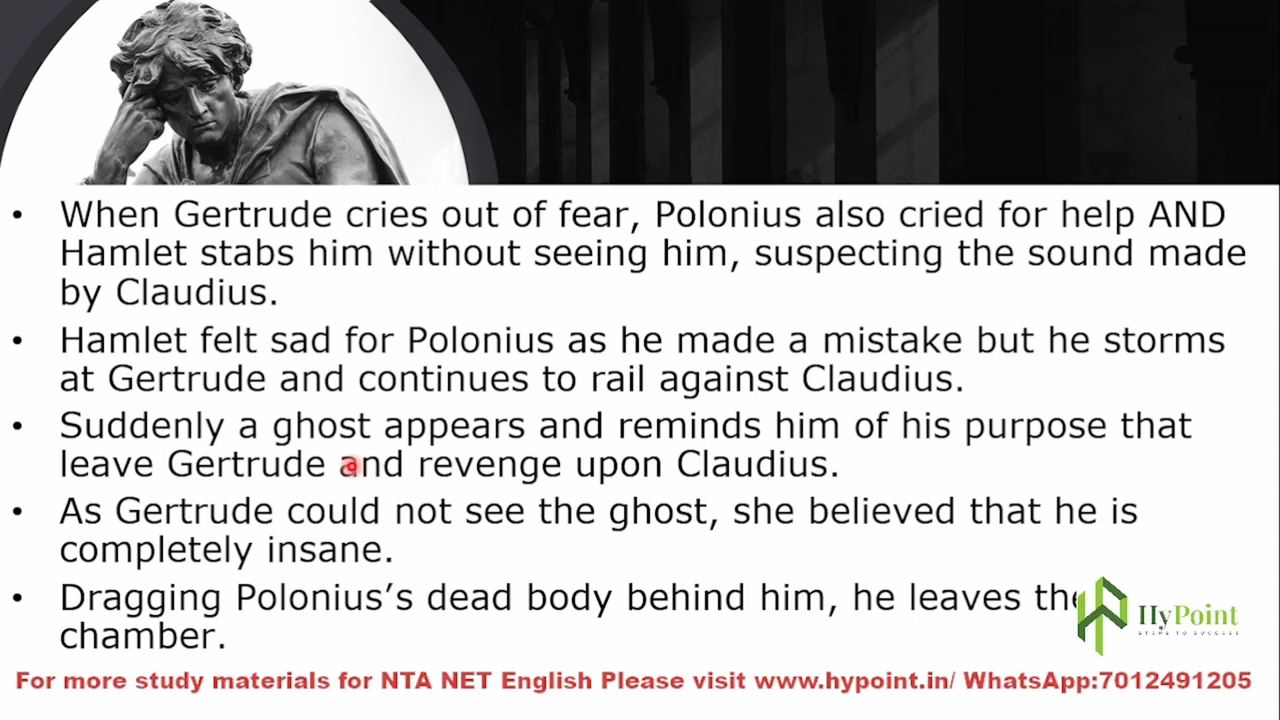 • When Gertrude cries out of fear, Polonius also cried for help AND
Hamlet stabs him without seeing him, suspecting the sound made
by Claudius.
• Hamlet felt sad for Polonius as he made a mistake but he storms
at Gertrude and continues to rail against Claudius.
• Suddenly a ghost appears and reminds him of his purpose that
leave Gertrude and revenge upon Claudius.
• As Gertrude could not see the ghost, she believed that he is
completely insane.
• Dragging Polonius’s dead body behind him, he leaves the
chamber.
HyPoint
STEPS TO SUCCESS
For more study materials for NTA NET English Please visit www.hypoint.in/ WhatsApp:7012491205